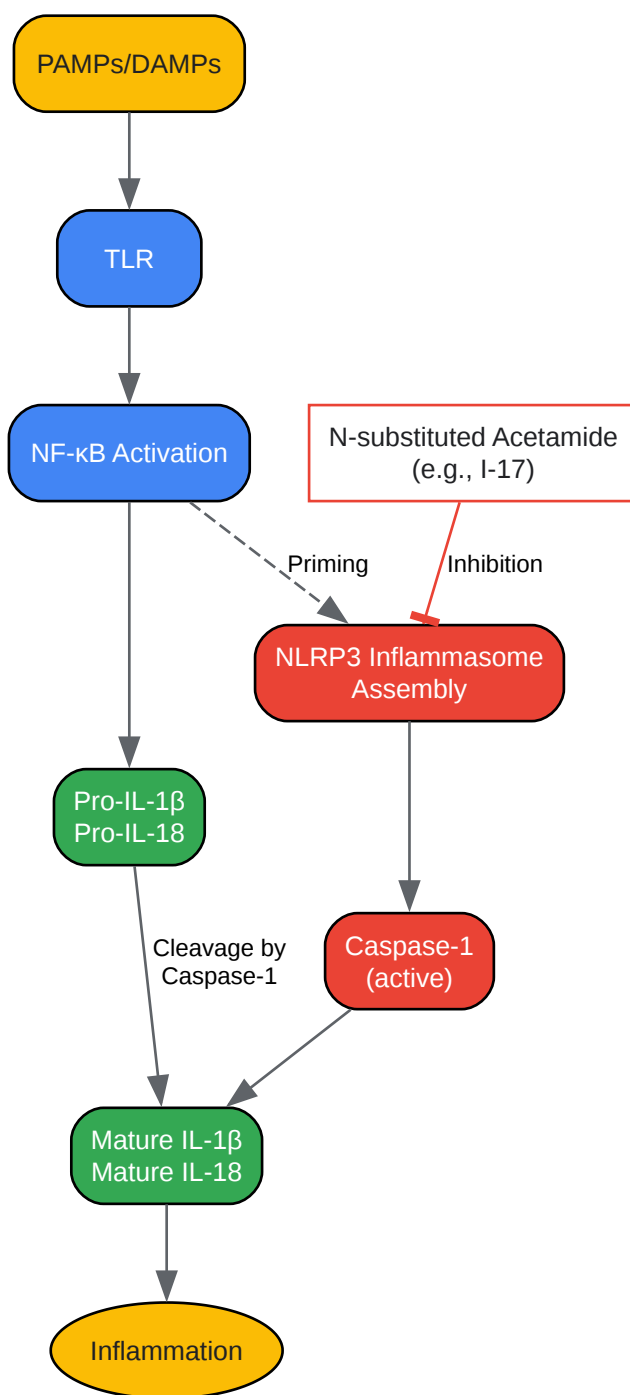 PAMPs/DAMPs
TLR
NF-κB Activation
N-substituted Acetamide
(e.g., I-17)
Priming
Inhibition
NLRP3 Inflammasome
Assembly
Pro-IL-1β
Pro-IL-18
Cleavage by
Caspase-1
Caspase-1
(active)
Mature IL-1β
Mature IL-18
Inflammation